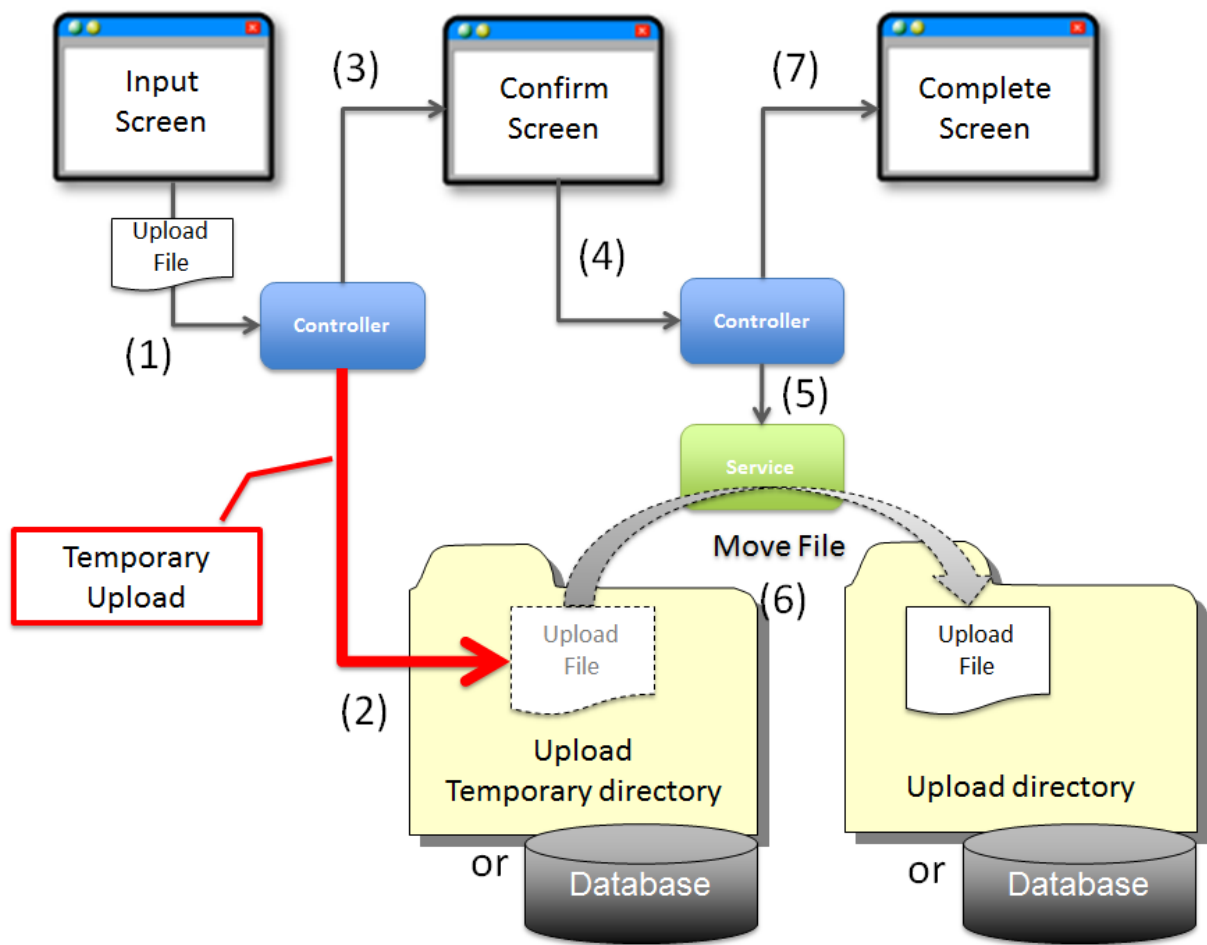 Input
Screen
(3)
Confirm
Screen
(7)
Complete
Screen
Upload
File
(1)
Controller
(4)
Controller
(5)
Service
Temporary
Upload
Move File
(6)
Upload
File
(2)
Upload
Temporary directory
or
Database
Upload
File
Upload directory
or
Database